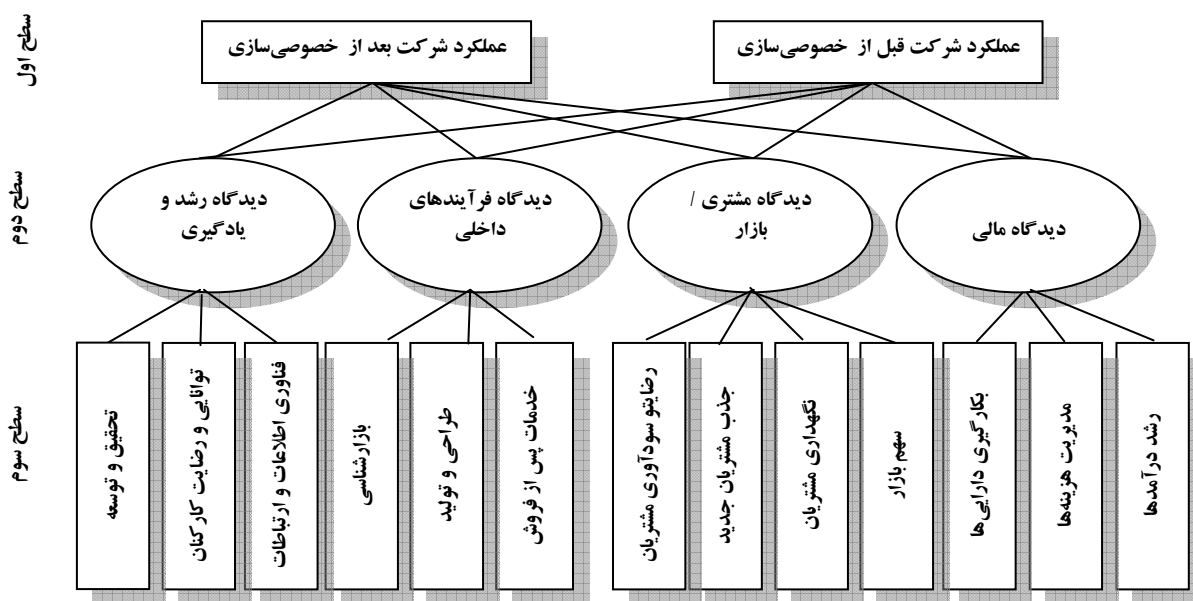 سطح اول
عملکرد شرکت قبل از خصوصی‌سازی
عملکرد شرکت بعد از خصوصی‌سازی
سطح دوم
دیدگاه مالی
دیدگاه مشتری /
بازار
دیدگاه فرآیندهای
داخلی
دیدگاه رشد و
یادگیری
سطح سوم
رشد درآمدها
مدیریت هزینه‌ها
بکارگیری دارایی‌ها
سهم بازار
نگهداری مشتریان
جذب مشتریان جدید
رضایتو سودآوری مشتریان
خدمات پس از فروش
طراحی و تولید
بازارشناسی
فناوری اطلاعات و ارتباطات
توانایی و رضایت کارکنان
تحقیق و توسعه